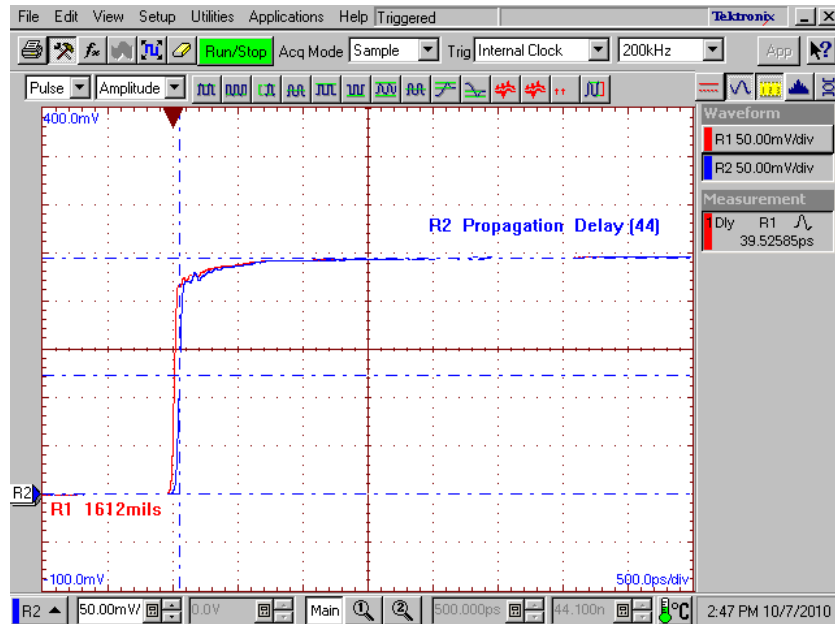 File Edit View Setup Utilities Applications Help Triggered Tektronix
Run/Stop Acq Mode Sample Trig Internal Clock 200kHz App
Pulse Amplitude
400.0mV
Waveform
R1 50.00mV/div
R2 50.00mV/div
Measurement
1 Dly R1
39.52585ps
R2 Propagation Delay (44)
R2
R1 1612mils
-100.0mV
500.0ps/div
R2 50.00mV/ 0.0V Main 1 2 500.000ps 44.100n °C 2:47 PM 10/7/2010